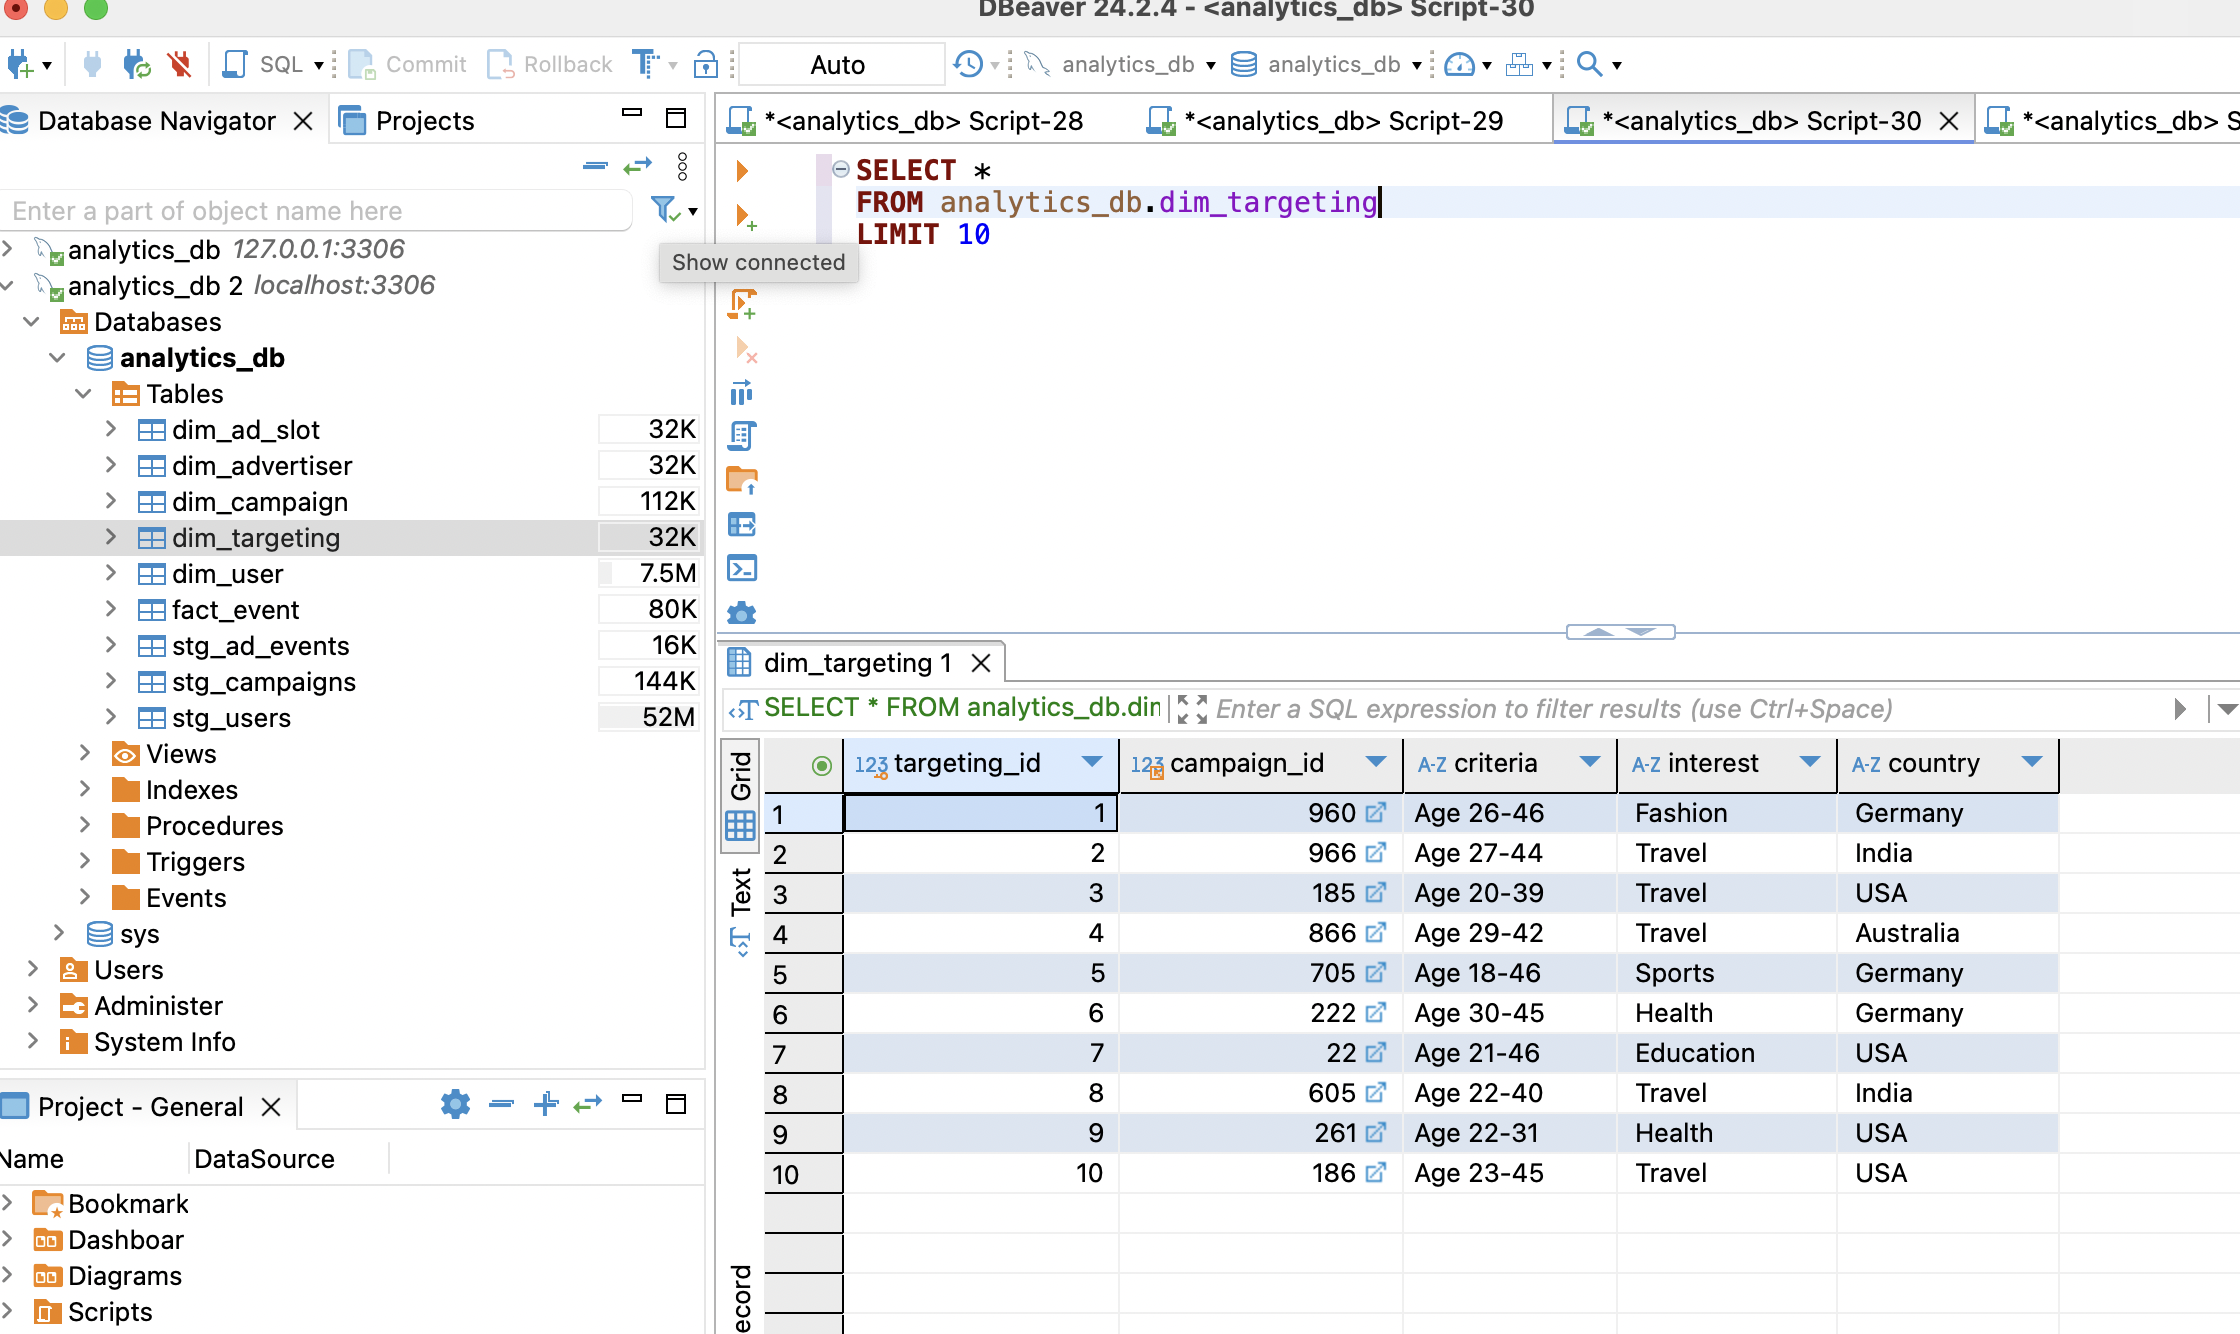 DBeaver 24.2.4 - <analytics_db> Script-30
SQL
Commit
Rollback
Auto
analytics_db
analytics_db
Database Navigator
Projects
Enter a part of object name here
Show connected
analytics_db 127.0.0.1:3306
analytics_db 2 localhost:3306
Databases
analytics_db
Tables
dim_ad_slot 32K
dim_advertiser 32K
dim_campaign 112K
dim_targeting 32K
dim_user 7.5M
fact_event 80K
stg_ad_events 16K
stg_campaigns 144K
stg_users 52M
Views
Indexes
Procedures
Triggers
Events
sys
Users
Administer
System Info
Project - General
Name DataSource
Bookmark
Dashboar
Diagrams
Scripts
*<analytics_db> Script-28
*<analytics_db> Script-29
*<analytics_db> Script-30
*<analytics_db> S
SELECT *
FROM analytics_db.dim_targeting
LIMIT 10
dim_targeting 1
SELECT * FROM analytics_db.dim
Enter a SQL expression to filter results (use Ctrl+Space)
Grid
Text
ecord
123 targeting_id 123 campaign_id A-Z criteria A-Z interest A-Z country
1 1 960 Age 26-46 Fashion Germany
2 2 966 Age 27-44 Travel India
3 3 185 Age 20-39 Travel USA
4 4 866 Age 29-42 Travel Australia
5 5 705 Age 18-46 Sports Germany
6 6 222 Age 30-45 Health Germany
7 7 22 Age 21-46 Education USA
8 8 605 Age 22-40 Travel India
9 9 261 Age 22-31 Health USA
10 10 186 Age 23-45 Travel USA